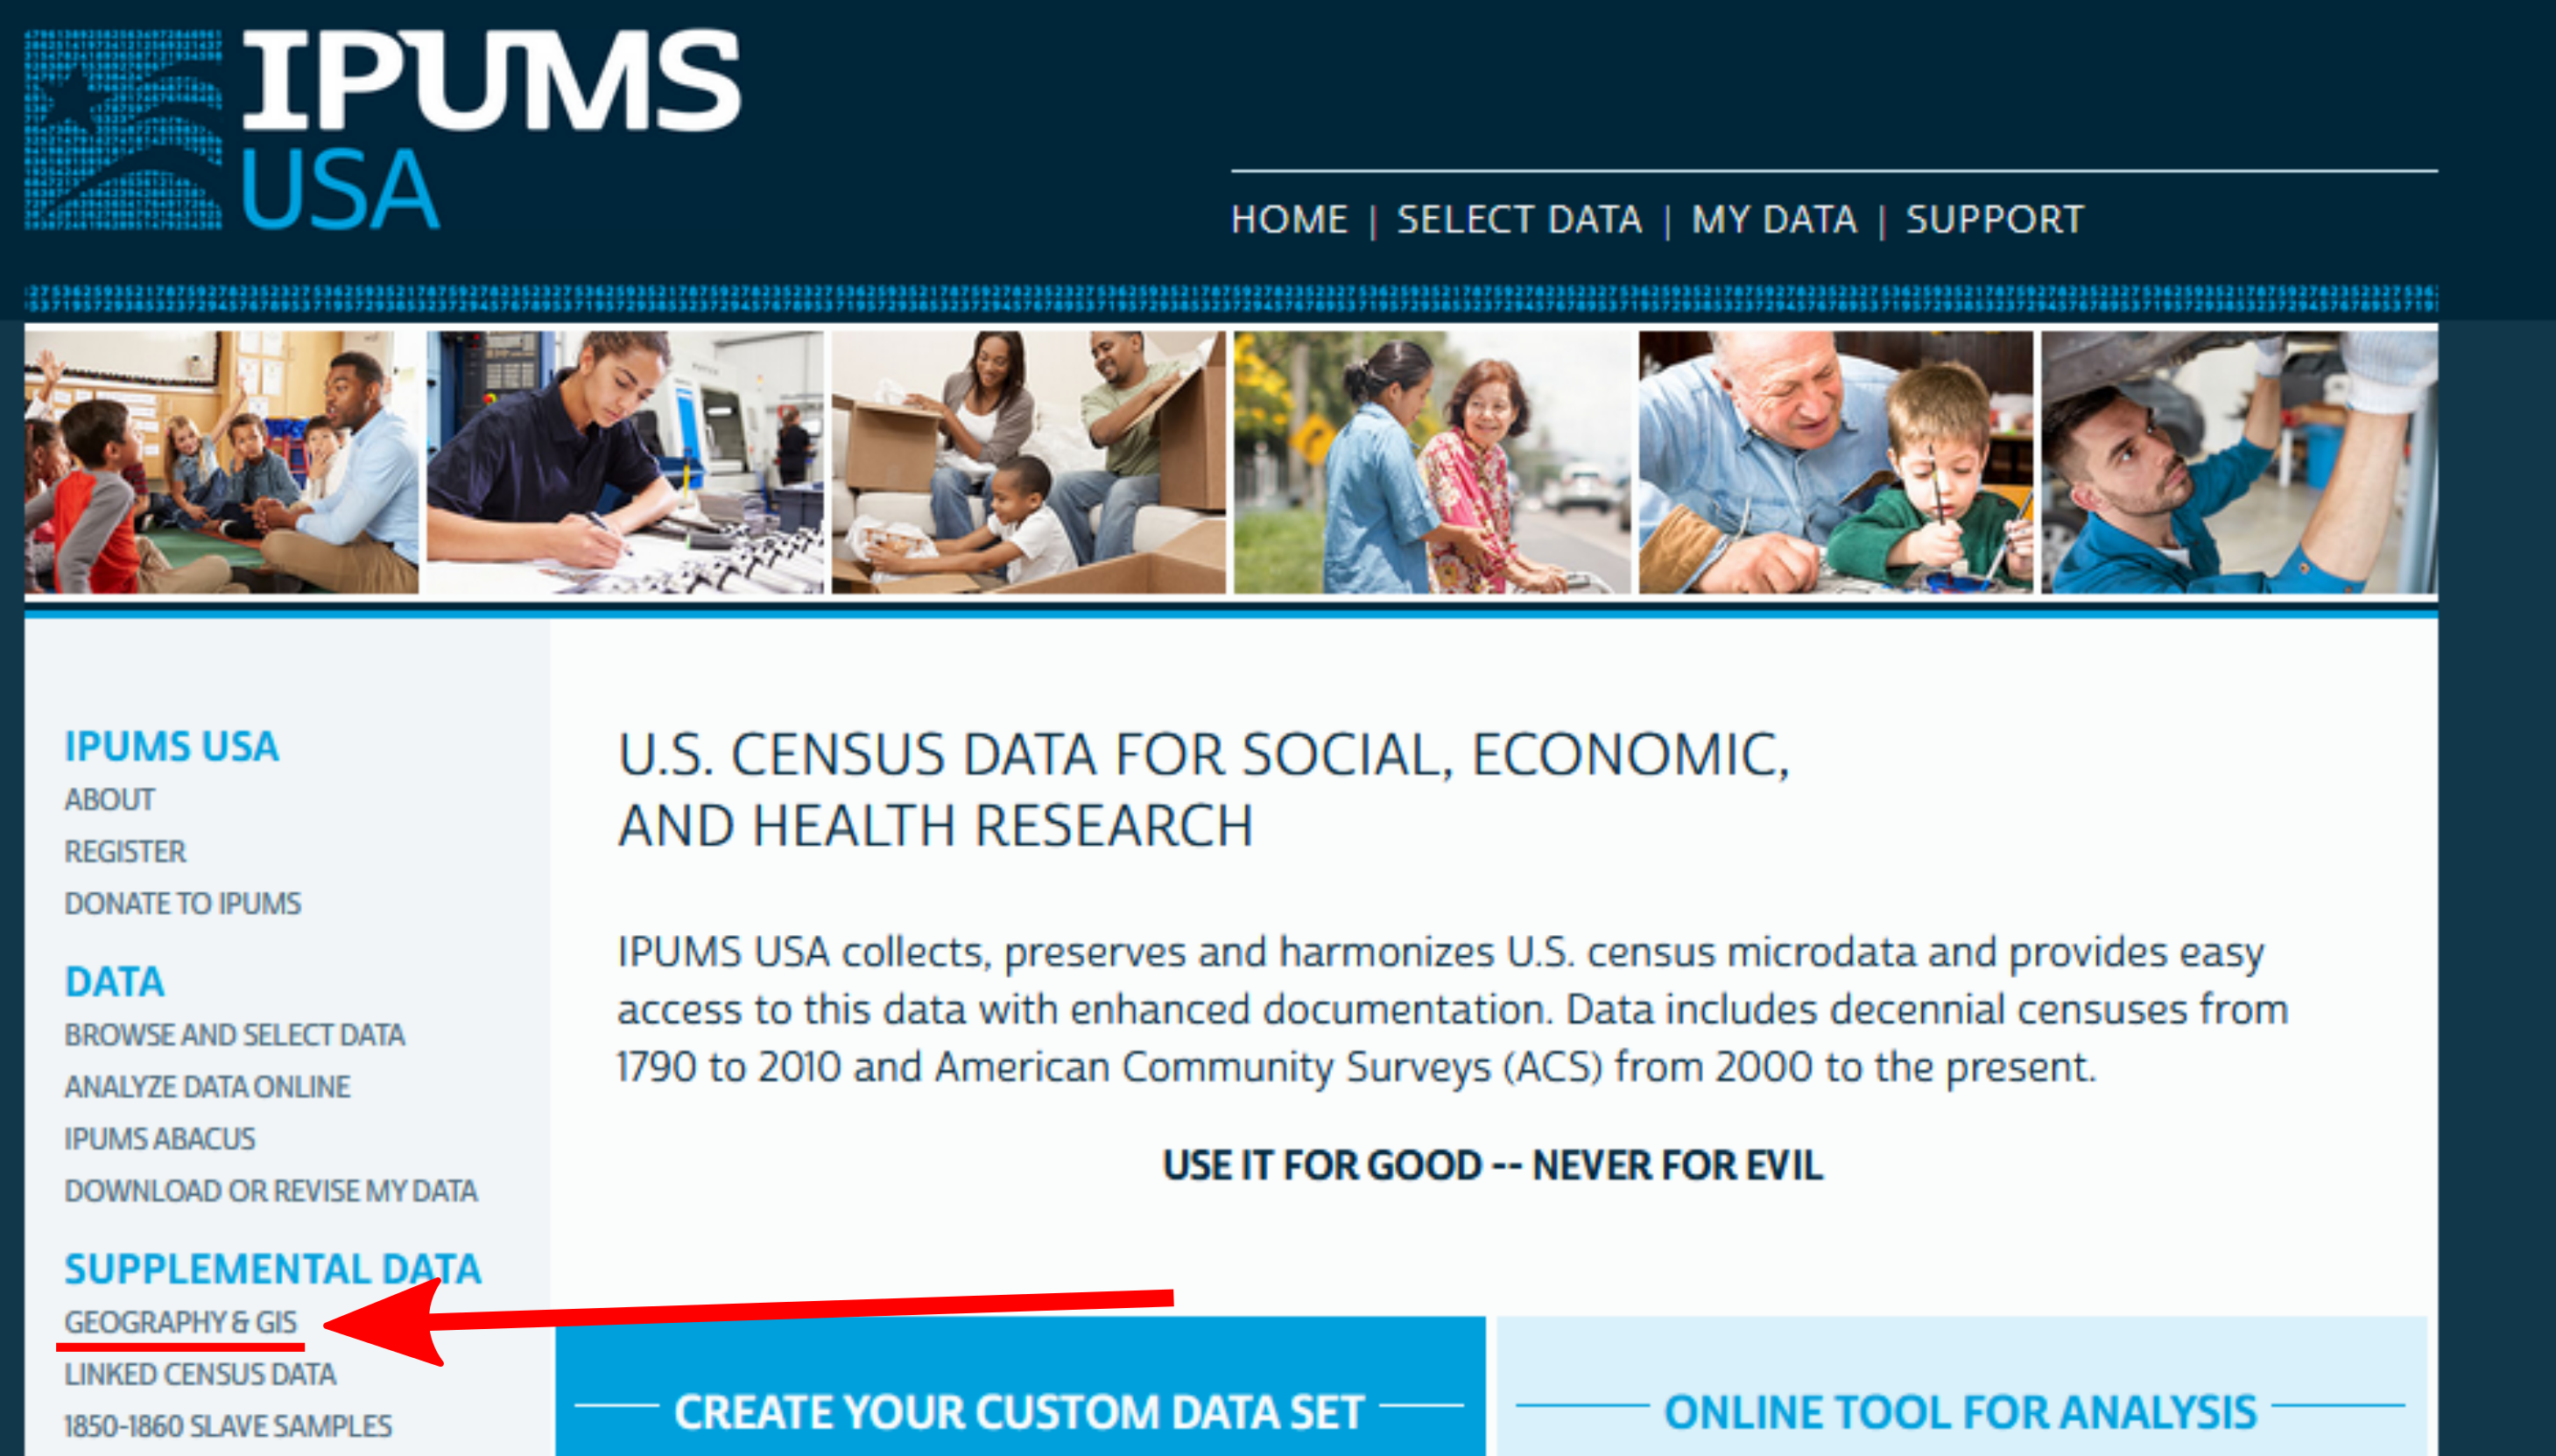 IPUMS
USA
HOME | SELECT DATA | MY DATA | SUPPORT
IPUMS USA
ABOUT
REGISTER
DONATE TO IPUMS
DATA
BROWSE AND SELECT DATA
ANALYZE DATA ONLINE
IPUMS ABACUS
DOWNLOAD OR REVISE MY DATA
SUPPLEMENTAL DATA
GEOGRAPHY & GIS
LINKED CENSUS DATA
1850-1860 SLAVE SAMPLES
U.S. CENSUS DATA FOR SOCIAL, ECONOMIC,
AND HEALTH RESEARCH
IPUMS USA collects, preserves and harmonizes U.S. census microdata and provides easy
access to this data with enhanced documentation. Data includes decennial censuses from
1790 to 2010 and American Community Surveys (ACS) from 2000 to the present.
USE IT FOR GOOD -- NEVER FOR EVIL
CREATE YOUR CUSTOM DATA SET
ONLINE TOOL FOR ANALYSIS